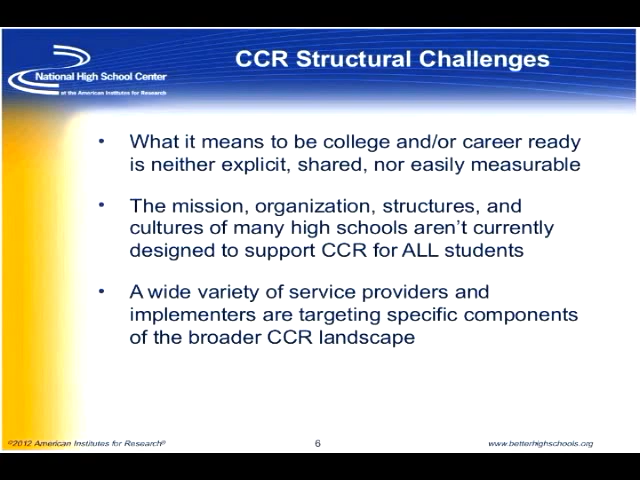 CCR Structural Challenges
National High School Center
at the American Institutes for Research
• What it means to be college and/or career ready
is neither explicit, shared, nor easily measurable
• The mission, organization, structures, and
cultures of many high schools aren't currently
designed to support CCR for ALL students
• A wide variety of service providers and
implementers are targeting specific components
of the broader CCR landscape
©2012 American Institutes for Research®
6
www.betterhighschools.org